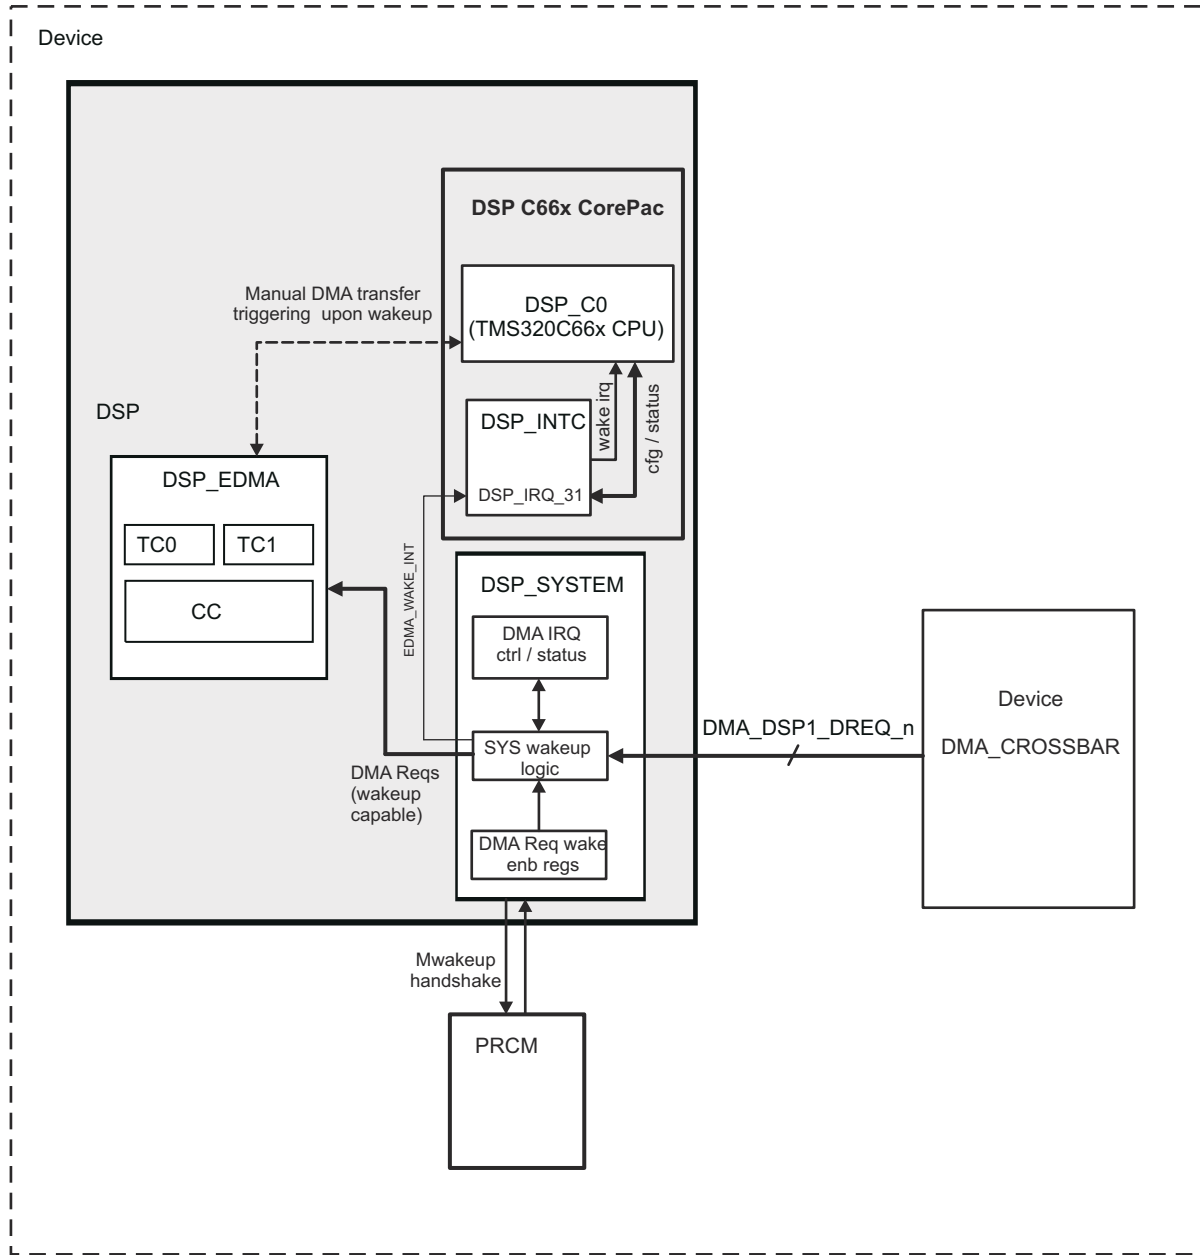 Device
DSP C66x CorePac
DSP_C0
(TMS320C66x CPU)
Manual DMA transfer
triggering upon wakeup
wake irq
cfg / status
DSP
DSP_INTC
DSP_IRQ_31
DSP_EDMA
TC0
TC1
CC
EDMA_WAKE_INT
DSP_SYSTEM
DMA IRQ
ctrl / status
SYS wakeup
logic
DMA Reqs
(wakeup
capable)
DMA Req wake
enb regs
DMA_DSP1_DREQ_n
Device
DMA_CROSSBAR
Mwakeup
handshake
PRCM